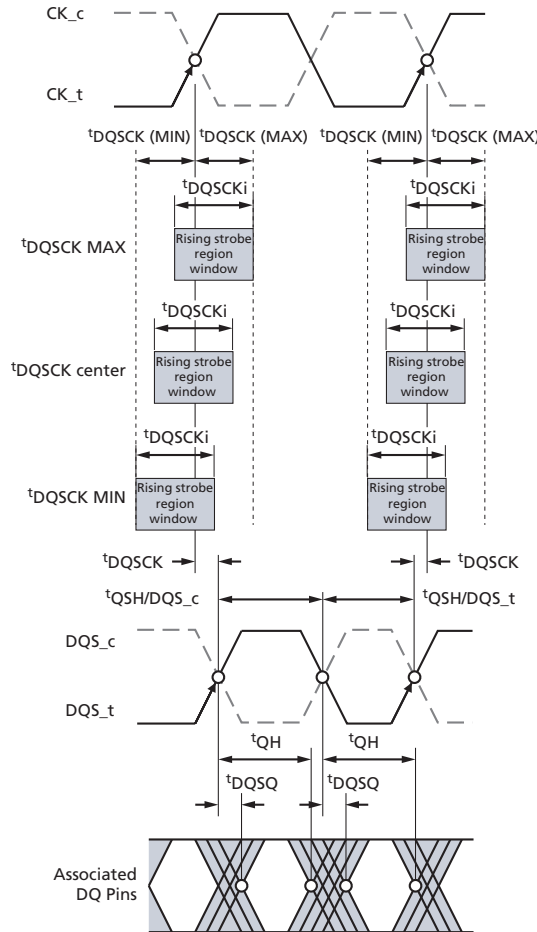 CK_c
CK_t
tDQSCK (MIN) tDQSCK (MAX) tDQSCK (MIN) tDQSCK (MAX)
tDQSCKi tDQSCKi
tDQSCK MAX
Rising strobe
region
window
Rising strobe
region
window
tDQSCKi tDQSCKi
tDQSCK center
Rising strobe
region
window
Rising strobe
region
window
tDQSCKi tDQSCKi
tDQSCK MIN
Rising strobe
region
window
Rising strobe
region
window
tDQSCK tDQSCK
tQSH/DQS_c tQSH/DQS_t
DQS_c
DQS_t
tQH tQH
tDQSQ tDQSQ
Associated
DQ Pins